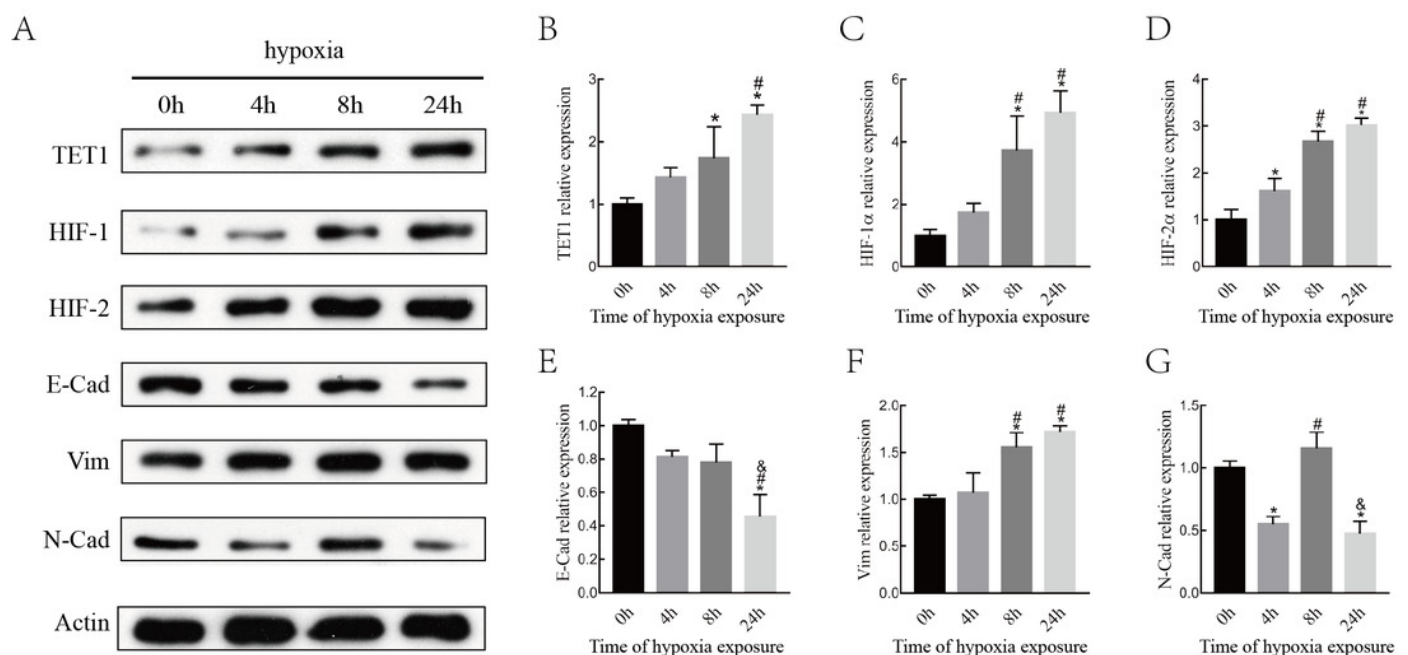 A
hypoxia
0h 4h 8h 24h
TET1
HIF-1
HIF-2
E-Cad
Vim
N-Cad
Actin
B
TET1 relative expression
3
2
1
0
*
#
*
0h 4h 8h 24h
Time of hypoxia exposure
C
HIF-1α relative expression
6
4
2
0
#
*
#
*
0h 4h 8h 24h
Time of hypoxia exposure
D
HIF-2α relative expression
4
3
2
1
0
*
#
*
#
*
0h 4h 8h 24h
Time of hypoxia exposure
E
E-Cad relative expression
1.2
1.0
0.8
0.6
0.4
0.2
0.0
&
#
*
0h 4h 8h 24h
Time of hypoxia exposure
F
Vim relative expression
2.0
1.5
1.0
0.5
0.0
#
*
#
*
0h 4h 8h 24h
Time of hypoxia exposure
G
N-Cad relative expression
1.5
1.0
0.5
0.0
*
#
&
*
0h 4h 8h 24h
Time of hypoxia exposure